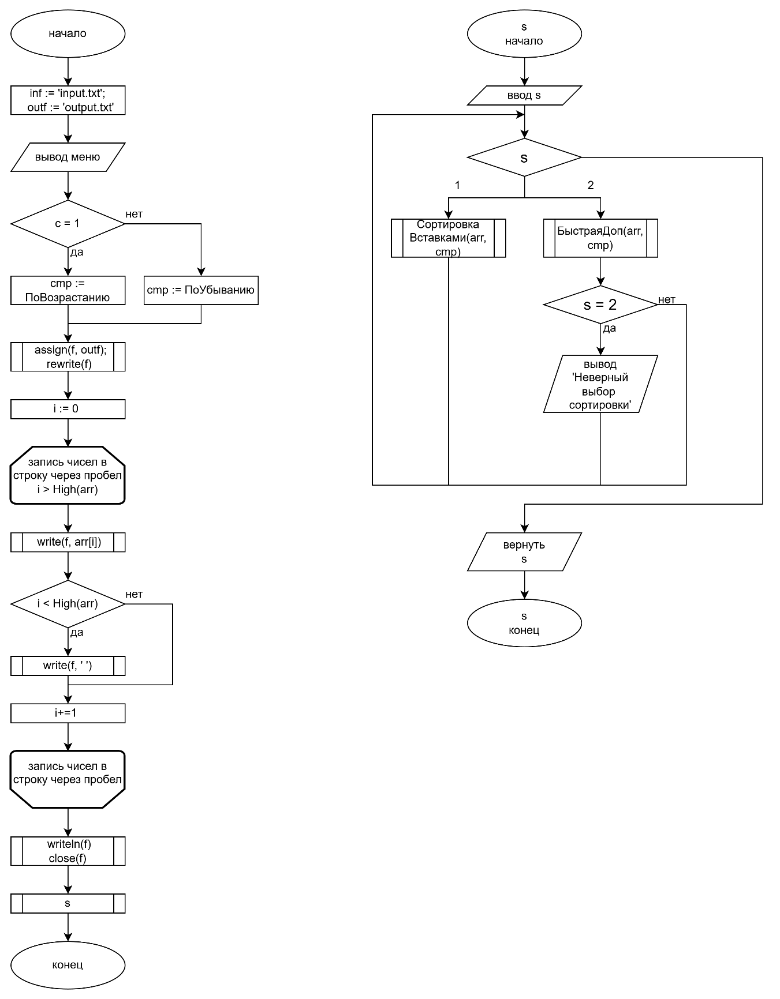 начало
inf := 'input.txt';
outf := 'output.txt'
вывод меню
c = 1
нет
да
cmp :=
ПоВозрастанию
cmp := ПоУбыванию
assign(f, outf);
rewrite(f)
i := 0
запись чисел в
строку через пробел
i > High(arr)
write(f, arr[i])
i < High(arr)
нет
да
write(f, ' ')
i+=1
запись чисел в
строку через пробел
writeln(f)
close(f)
s
конец
s
начало
ввод s
s
1
2
Сортировка
Вставками(arr,
cmp)
БыстраяДоп(arr,
cmp)
s = 2
нет
да
вывод
'Неверный
выбор
сортировки'
вернуть
s
s
конец